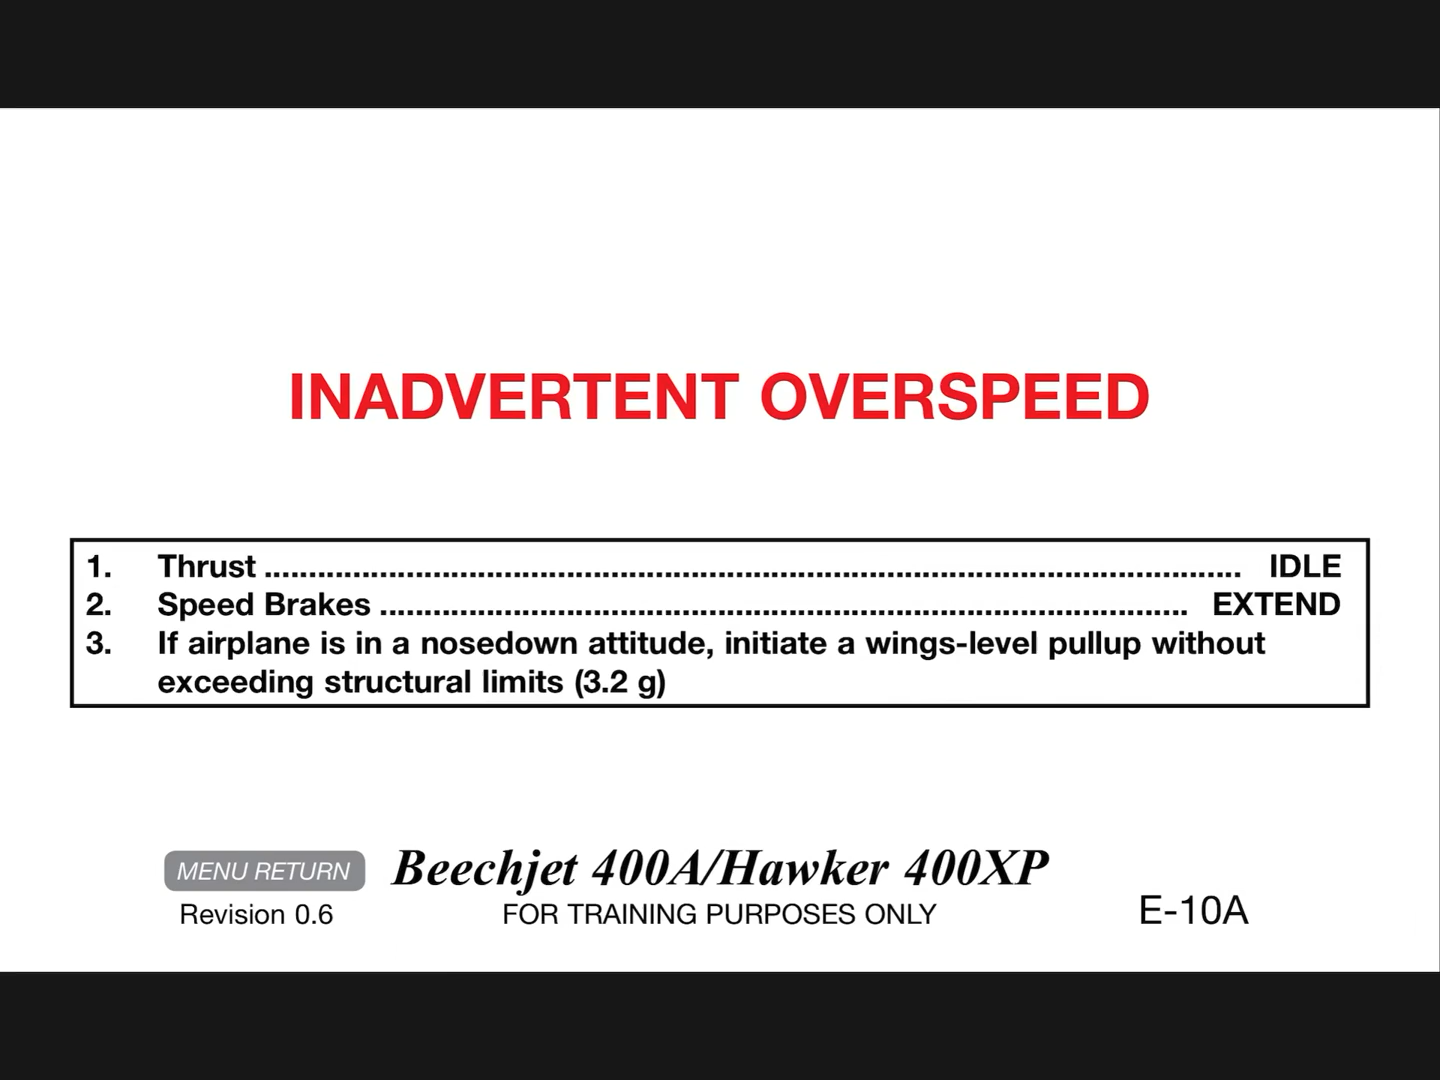 INADVERTENT OVERSPEED
1. Thrust ................................................................................................................ IDLE
2. Speed Brakes ............................................................................................. EXTEND
3. If airplane is in a nosedown attitude, initiate a wings-level pullup without
exceeding structural limits (3.2 g)
MENU RETURN Beechjet 400A/Hawker 400XP
Revision 0.6 FOR TRAINING PURPOSES ONLY E-10A